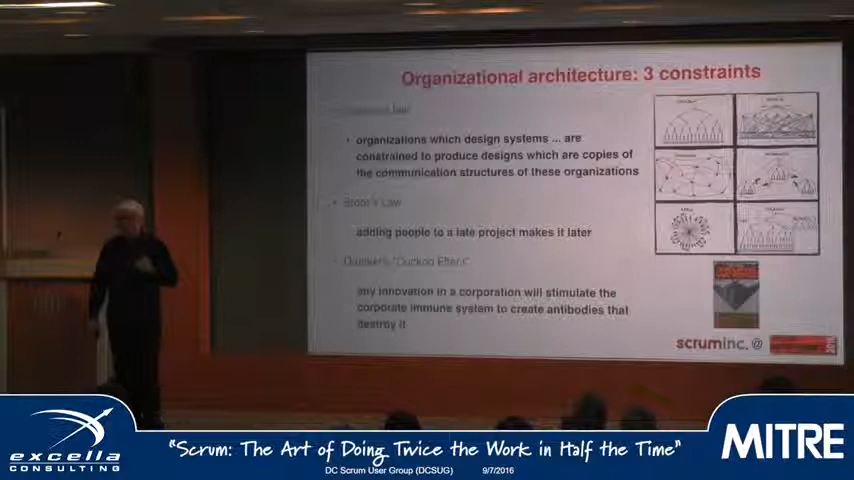 Organizational architecture: 3 constraints
• organizations which design systems ... are
constrained to produce designs which are copies of
the communication structures of these organizations
• Law
adding people to a late project makes it later
• "Cuckoo Effect"
any innovation in a corporation will stimulate the
corporate immune system to create antibodies that
destroy it
scruminc.@
excella
CONSULTING
"Scrum: The Art of Doing Twice the Work in Half the Time"
DC Scrum User Group (DCSUG) 9/7/2016
MITRE